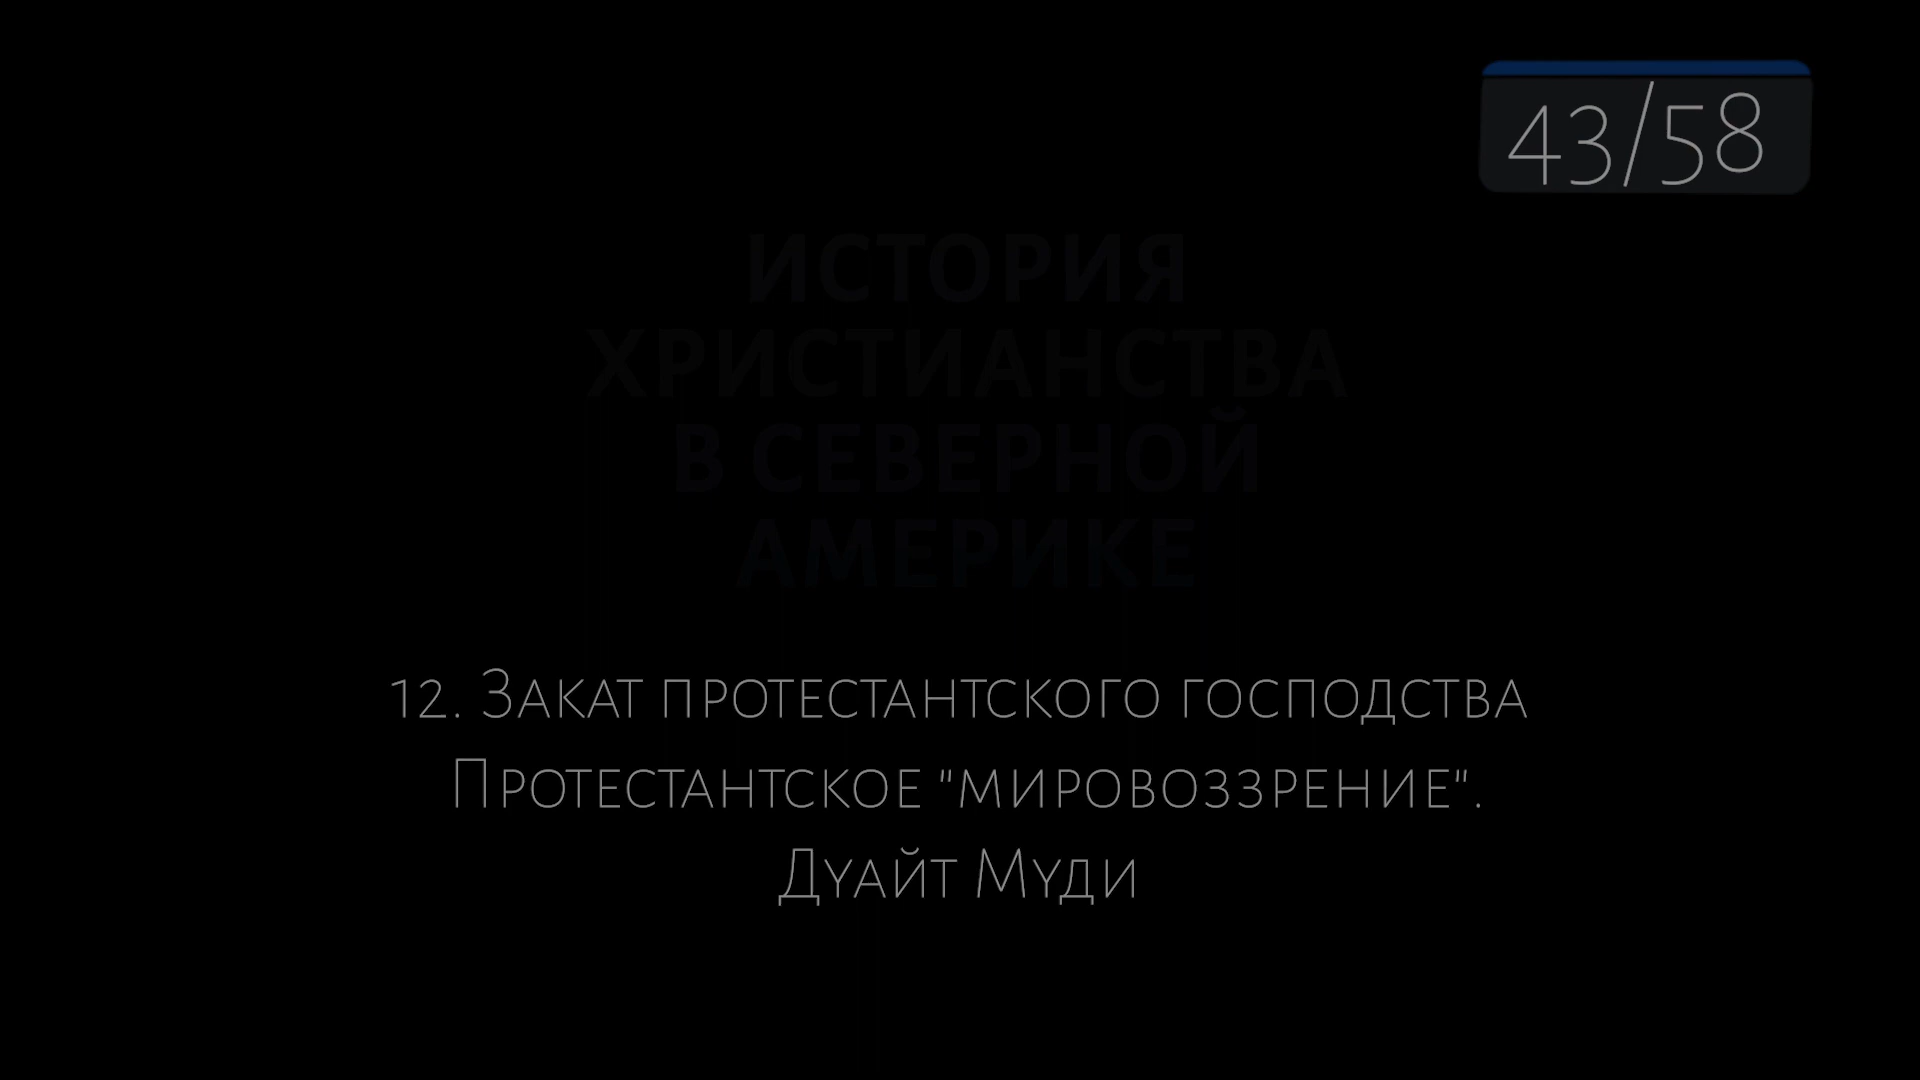 43/58
ИСТОРИЯ
ХРИСТИАНСТВА
В СЕВЕРНОЙ
АМЕРИКЕ
12. Закат протестантского господства
Протестантское "мировоззрение".
Дуайт Муди